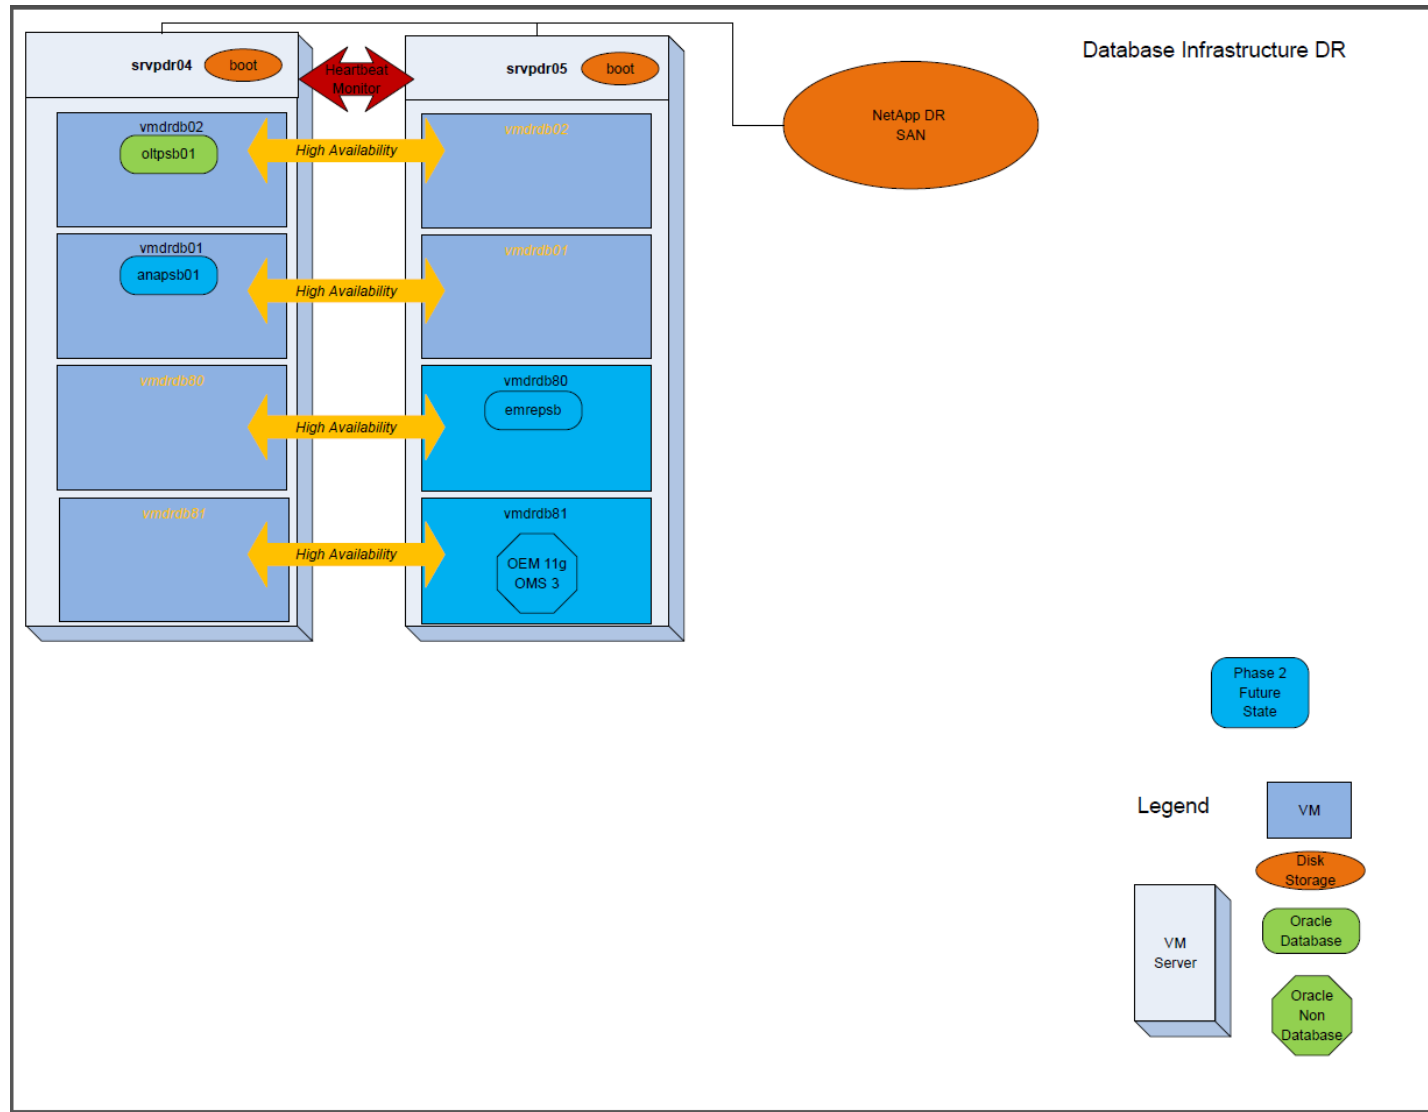 Database Infrastructure DR
srvpdr04
boot
Heartbeat
Monitor
srvpdr05
boot
NetApp DR
SAN
vmdrdb02
oltpsb01
High Availability
vmdrdb02
vmdrdb01
anapsb01
High Availability
vmdrdb01
vmdrdb80
High Availability
vmdrdb80
emrepsb
vmdrdb81
High Availability
vmdrdb81
OEM 11g
OMS 3
Phase 2
Future
State
Legend
VM
Disk
Storage
VM
Server
Oracle
Database
Oracle
Non
Database